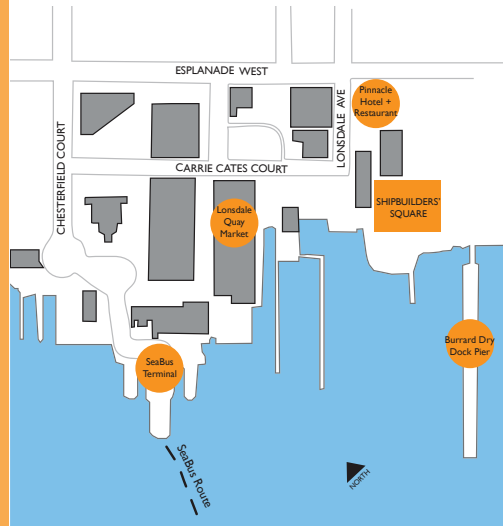 ESPLANADE WEST
Pinnacle
Hotel +
Restaurant
LONSDALE AVE
CHESTERFIELD COURT
CARRIE CATES COURT
SHIPBUILDERS'
SQUARE
Lonsdale
Quay
Market
Burrard Dry
Dock Pier
SeaBus
Terminal
SeaBus Route
NORTH